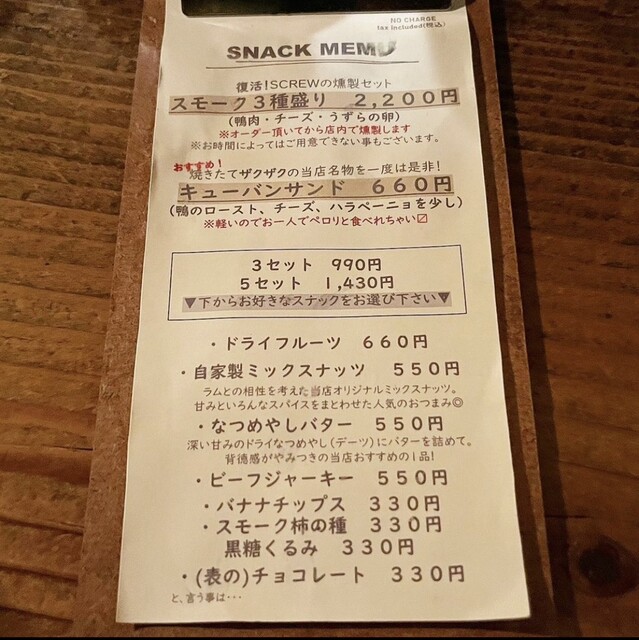 NO CHARGE
tax included(税込)
SNACK MEMU
復活!SCREWの燻製セット
スモーク3種盛り 2,200円
(鴨肉・チーズ・うずらの卵)
※オーダー頂いてから店内で燻製します
※お時間によってはご用意できない事もございます。
おすすめ!
焼きたてザクザクの当店名物を一度は是非!
キューバンサンド 660円
(鴨のロースト、チーズ、ハラペーニョを少し)
※軽いのでお一人でペロリと食べれちゃい〼
3セット 990円
5セット 1,430円
▼下からお好きなスナックをお選び下さい▼
・ドライフルーツ 660円
・自家製ミックスナッツ 550円
ラムとの相性を考えた当店オリジナルミックスナッツ。
甘みといろんなスパイスをまとわせた人気のおつまみ◎
・なつめやしバター 550円
深い甘みのドライなつめやし(デーツ)にバターを詰めて。
背徳感がやみつきの当店おすすめの1品!
・ビーフジャーキー 550円
・バナナチップス 330円
・スモーク柿の種 330円
黒糖くるみ 330円
・(表の)チョコレート 330円
と、言う事は・・・